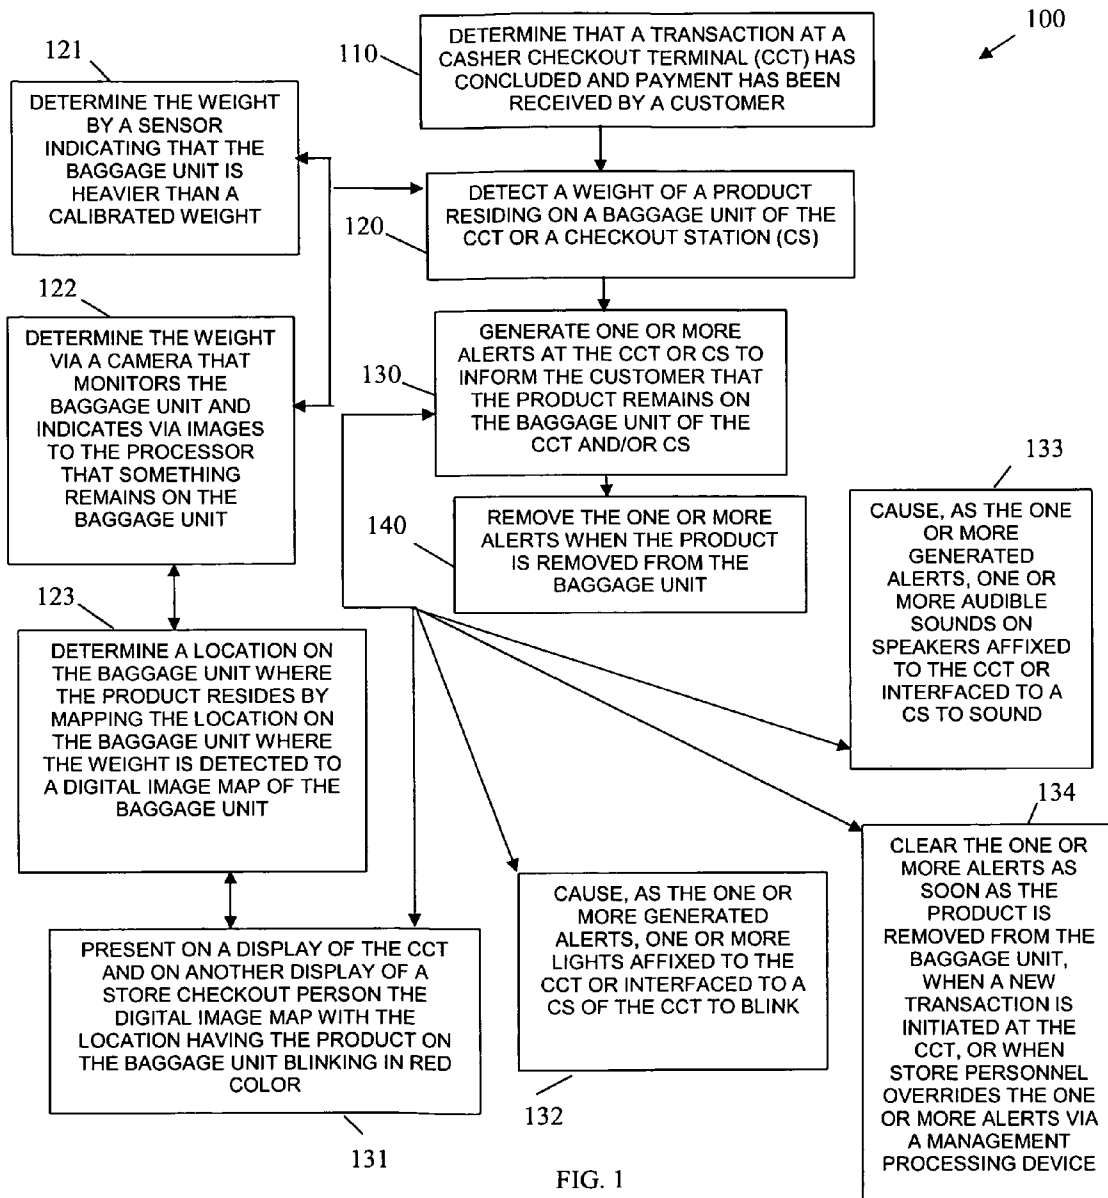 100
110
DETERMINE THAT A TRANSACTION AT A
CASHER CHECKOUT TERMINAL (CCT) HAS
CONCLUDED AND PAYMENT HAS BEEN
RECEIVED BY A CUSTOMER
121
DETERMINE THE WEIGHT
BY A SENSOR
INDICATING THAT THE
BAGGAGE UNIT IS
HEAVIER THAN A
CALIBRATED WEIGHT
120
DETECT A WEIGHT OF A PRODUCT
RESIDING ON A BAGGAGE UNIT OF THE
CCT OR A CHECKOUT STATION (CS)
122
DETERMINE THE WEIGHT
VIA A CAMERA THAT
MONITORS THE
BAGGAGE UNIT AND
INDICATES VIA IMAGES
TO THE PROCESSOR
THAT SOMETHING
REMAINS ON THE
BAGGAGE UNIT
130
GENERATE ONE OR MORE
ALERTS AT THE CCT OR CS TO
INFORM THE CUSTOMER THAT
THE PRODUCT REMAINS ON
THE BAGGAGE UNIT OF THE
CCT AND/OR CS
140
REMOVE THE ONE OR MORE
ALERTS WHEN THE PRODUCT
IS REMOVED FROM THE
BAGGAGE UNIT
133
CAUSE, AS THE ONE
OR MORE
GENERATED
ALERTS, ONE OR
MORE AUDIBLE
SOUNDS ON
SPEAKERS AFFIXED
TO THE CCT OR
INTERFACED TO A
CS TO SOUND
123
DETERMINE A LOCATION ON
THE BAGGAGE UNIT WHERE
THE PRODUCT RESIDES BY
MAPPING THE LOCATION ON
THE BAGGAGE UNIT WHERE
THE WEIGHT IS DETECTED TO
A DIGITAL IMAGE MAP OF THE
BAGGAGE UNIT
134
CLEAR THE ONE OR
MORE ALERTS AS
SOON AS THE
PRODUCT IS
REMOVED FROM THE
BAGGAGE UNIT,
WHEN A NEW
TRANSACTION IS
INITIATED AT THE
CCT, OR WHEN
STORE PERSONNEL
OVERRIDES THE ONE
OR MORE ALERTS VIA
A MANAGEMENT
PROCESSING DEVICE
CAUSE, AS THE ONE OR
MORE GENERATED
ALERTS, ONE OR MORE
LIGHTS AFFIXED TO THE
CCT OR INTERFACED TO A
CS OF THE CCT TO BLINK
132
PRESENT ON A DISPLAY OF THE CCT
AND ON ANOTHER DISPLAY OF A
STORE CHECKOUT PERSON THE
DIGITAL IMAGE MAP WITH THE
LOCATION HAVING THE PRODUCT ON
THE BAGGAGE UNIT BLINKING IN RED
COLOR
131
FIG. 1